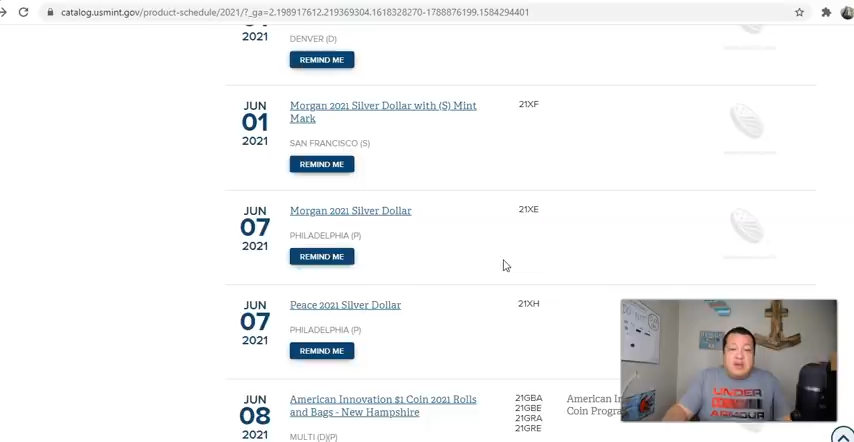 catalog.usmint.gov/product-schedule/2021/?_ga=2.198917612.219369304.1618328270-1788876199.1584294401
2021
DENVER (D)
REMIND ME
JUN
01
2021
Morgan 2021 Silver Dollar with (S) Mint
Mark
21XF
SAN FRANCISCO (S)
REMIND ME
JUN
07
2021
Morgan 2021 Silver Dollar
21XE
PHILADELPHIA (P)
REMIND ME
JUN
07
2021
Peace 2021 Silver Dollar
21XH
PHILADELPHIA (P)
REMIND ME
JUN
08
2021
American Innovation $1 Coin 2021 Rolls
and Bags - New Hampshire
21GBA
21GBE
21GRA
21GRE
American
Coin
MULTI (D)(P)
UNDER
ARMOUR